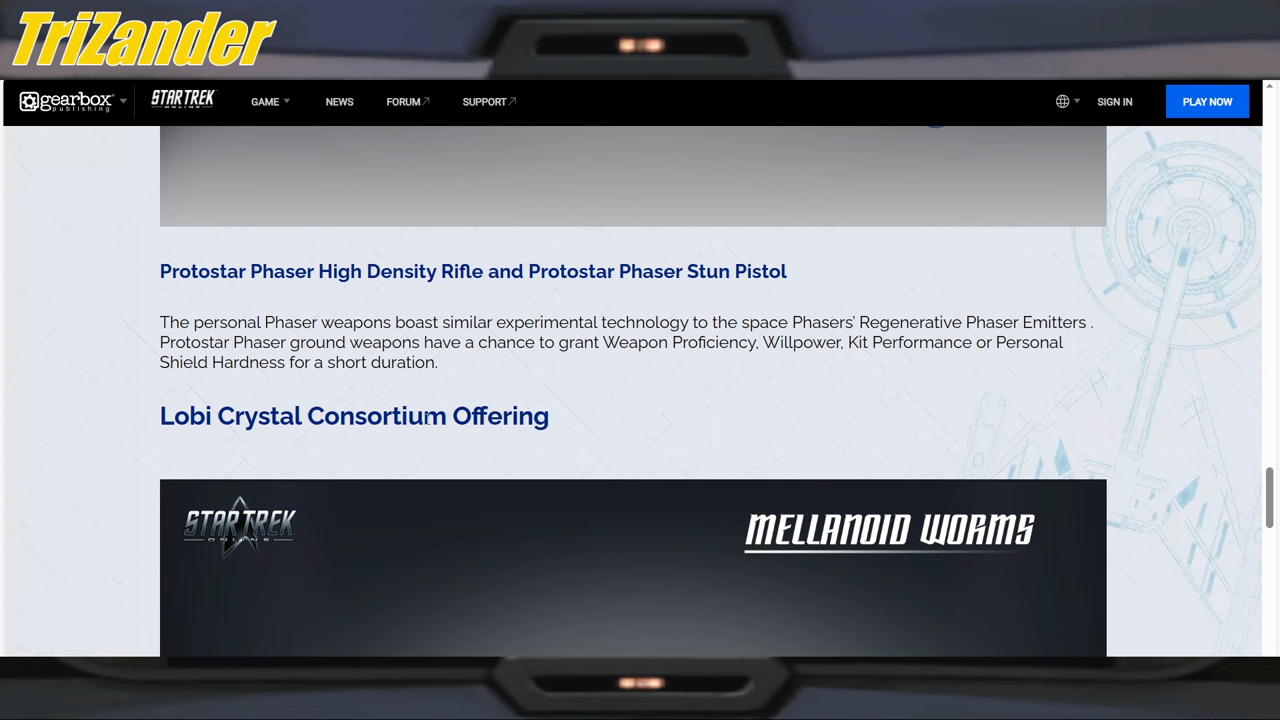 TriZander
gearbox publishing
STAR TREK ONLINE
GAME
NEWS
FORUM
SUPPORT
SIGN IN
PLAY NOW
Protostar Phaser High Density Rifle and Protostar Phaser Stun Pistol
The personal Phaser weapons boast similar experimental technology to the space Phasers' Regenerative Phaser Emitters .
Protostar Phaser ground weapons have a chance to grant Weapon Proficiency, Willpower, Kit Performance or Personal
Shield Hardness for a short duration.
Lobi Crystal Consortium Offering
STAR TREK
ONLINE
MELLANOID WORMS